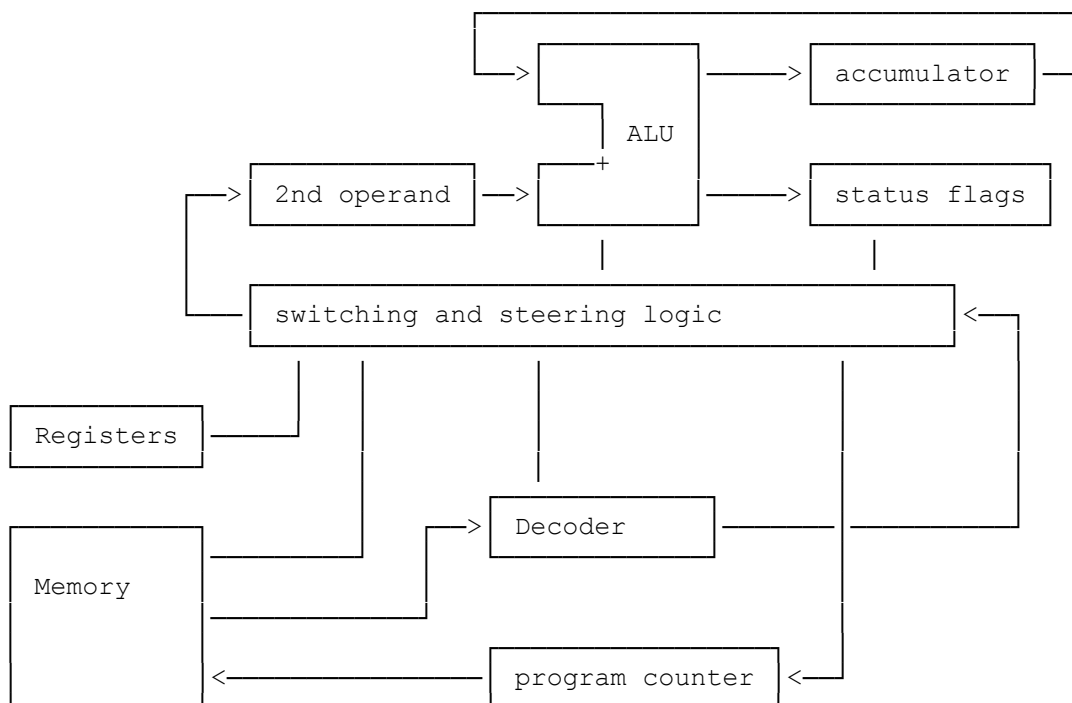 accumulator
ALU
2nd operand
status flags
switching and steering logic
Registers
Decoder
Memory
program counter